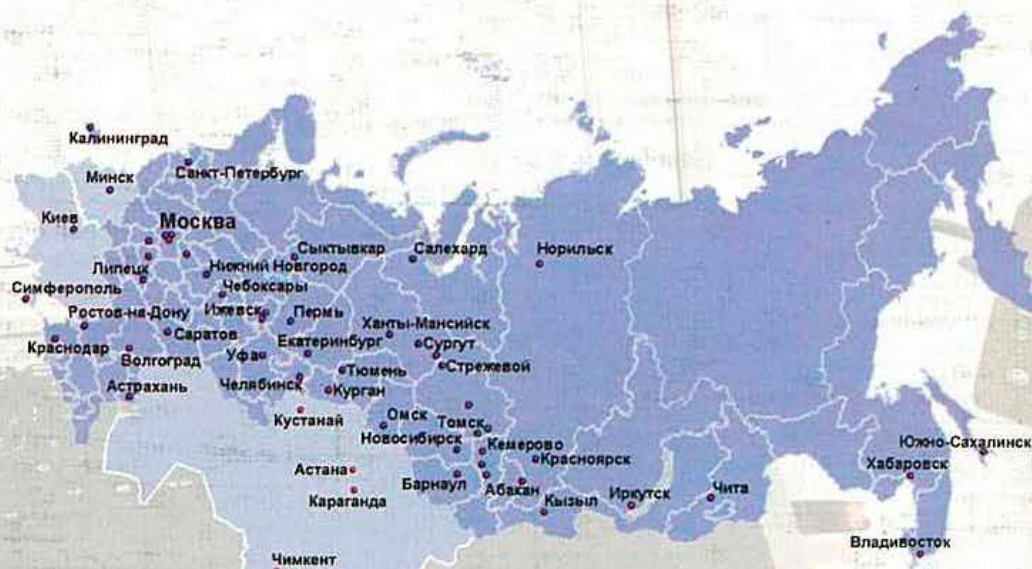 Калининград
Минск
Санкт-Петербург
Киев
Москва
Сыктывкар
Салехард
Норильск
Липецк
Нижний Новгород
Симферополь
Чебоксары
Ростов-на-Дону
Ижевск
Пермь
Саратов
Ханты-Мансийск
Краснодар
Екатеринбург
Сургут
Волгоград
Уфа
Стрежевой
Тюмень
Астрахань
Челябинск
Курган
Кустанай
Омск
Томск
Новосибирск
Кемерово
Южно-Сахалинск
Красноярск
Хабаровск
Астана
Барнаул
Абакан
Иркутск
Чита
Караганда
Кызыл
Владивосток
Чимкент